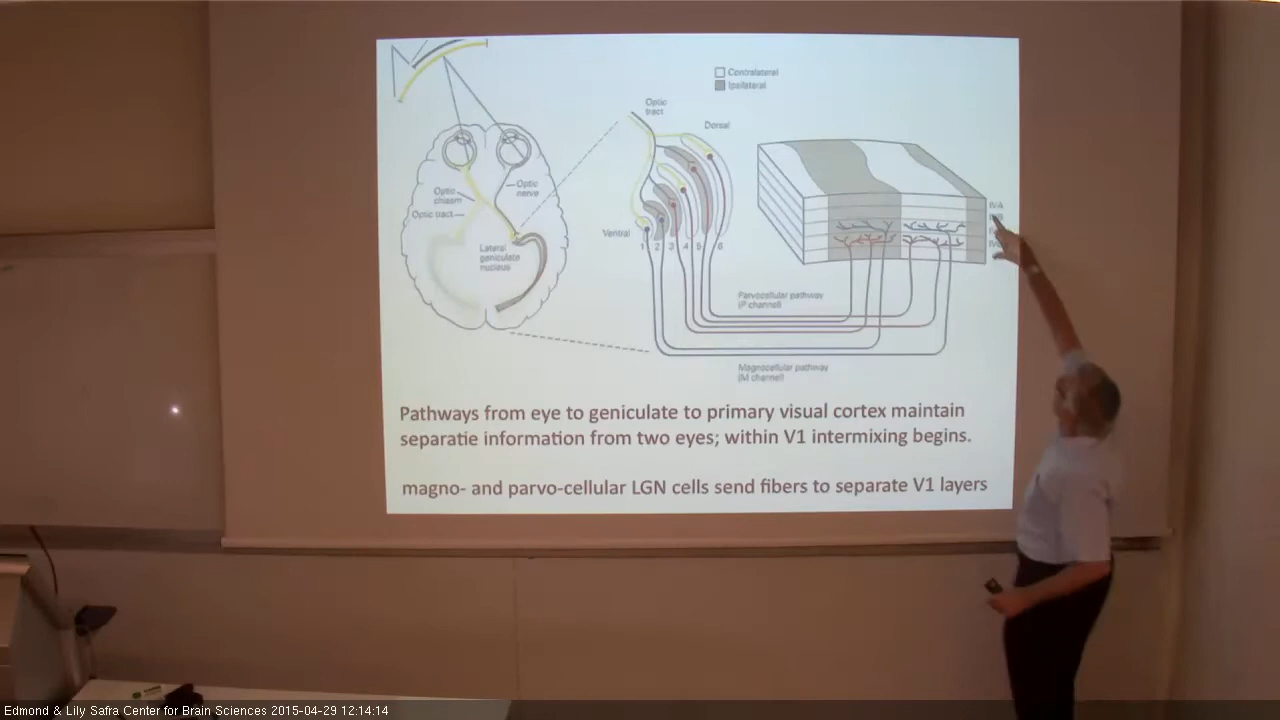 Contralateral
Ipsilateral
Optic
tract
Dorsal
Optic
chiasm
Optic
nerve
Optic tract
Ventral
1 2 3 4 5 6
Lateral
geniculate
nucleus
IVA
Parvocellular pathway
(P channel)
Magnocellular pathway
(M channel)
Pathways from eye to geniculate to primary visual cortex maintain
separatie information from two eyes; within V1 intermixing begins.
magno- and parvo-cellular LGN cells send fibers to separate V1 layers
Edmond & Lily Safra Center for Brain Sciences 2015-04-29 12:14:14